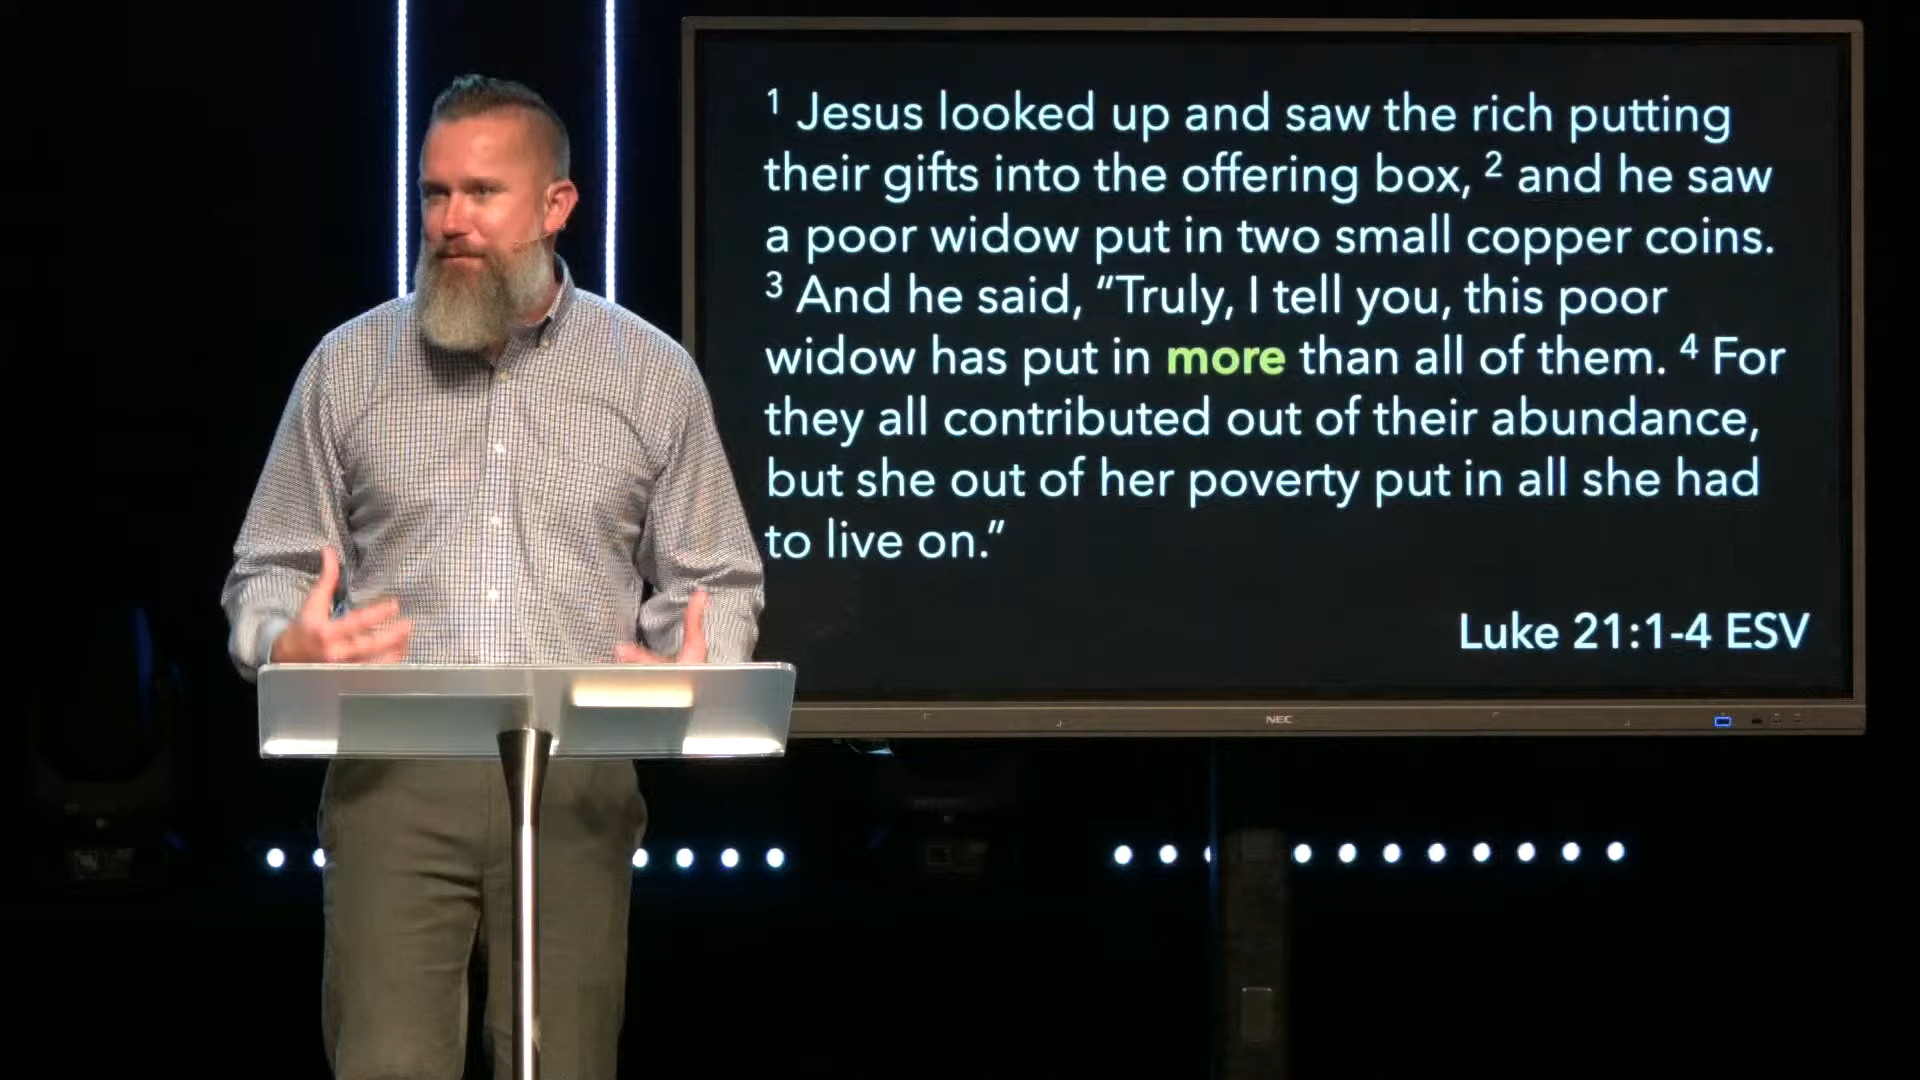 ¹ Jesus looked up and saw the rich putting
their gifts into the offering box, ² and he saw
a poor widow put in two small copper coins.
³ And he said, “Truly, I tell you, this poor
widow has put in more than all of them. ⁴ For
they all contributed out of their abundance,
but she out of her poverty put in all she had
to live on.”
Luke 21:1-4 ESV
NEC